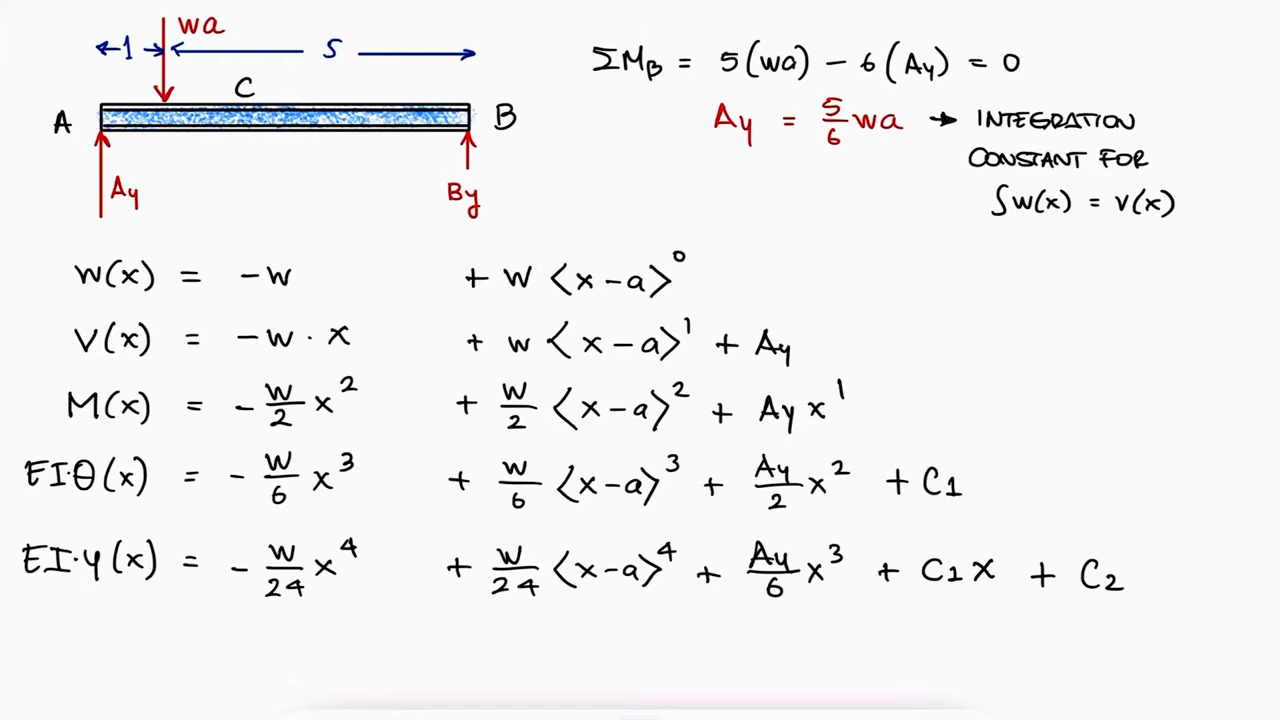 wa
1 5
A C B
Ay By
ΣM_B = 5(wa) − 6(Ay) = 0
Ay = 5/6 wa → INTEGRATION
CONSTANT FOR
∫w(x) = V(x)
w(x) = −w + w⟨x−a⟩⁰
V(x) = −w·x + w⟨x−a⟩¹ + Ay
M(x) = −w/2 x² + w/2 ⟨x−a⟩² + Ay x¹
EI·θ(x) = −w/6 x³ + w/6 ⟨x−a⟩³ + Ay/2 x² + C1
EI·y(x) = −w/24 x⁴ + w/24 ⟨x−a⟩⁴ + Ay/6 x³ + C1x + C2